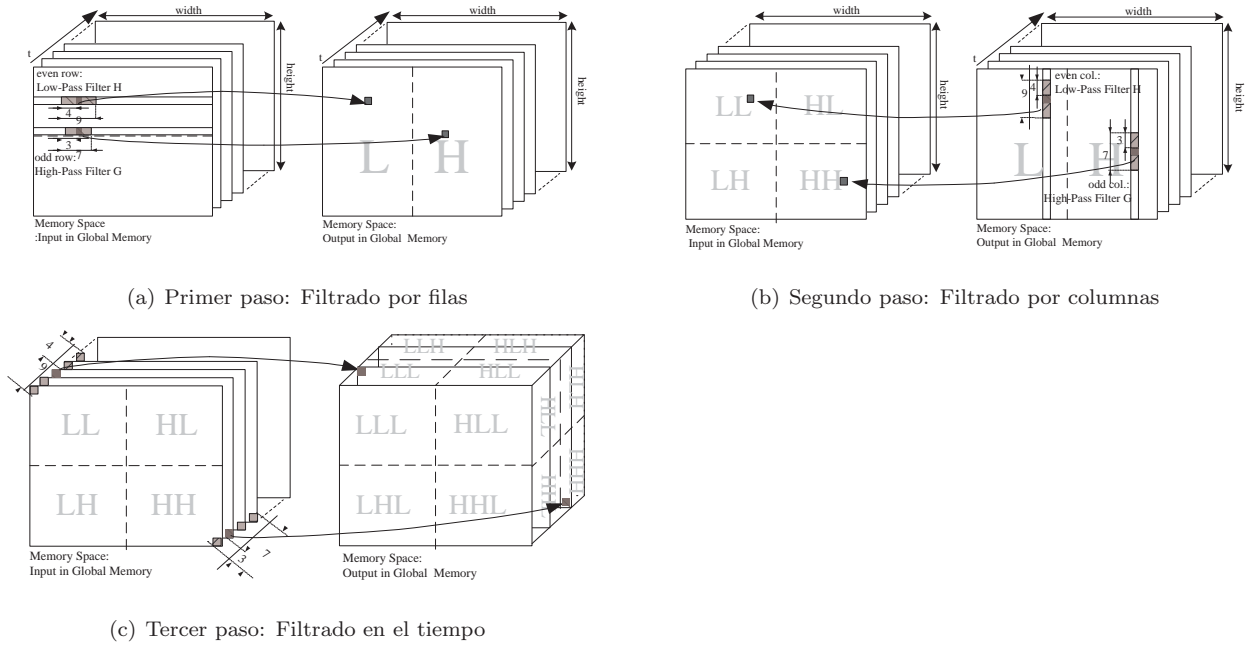 width
height
t
even row:
Low-Pass Filter H
4
9
3
7
odd row:
High-Pass Filter G
Memory Space
:Input in Global Memory
width
height
L H
Memory Space:
Output in Global Memory
(a) Primer paso: Filtrado por filas
width
height
LL HL
LH HH
Memory Space:
Input in Global Memory
width
height
t
even col.:
Low-Pass Filter H
9
4
3
7
L H
odd col.:
High-Pass Filter G
Memory Space:
Output in Global Memory
(b) Segundo paso: Filtrado por columnas
4
9
LL HL
LH HH
3
7
Memory Space:
Input in Global Memory
LLH HLH
LLL HLL
LLL HLL
LHL HHL
HLL
HLH
HHL
HHH
Memory Space:
Output in Global Memory
(c) Tercer paso: Filtrado en el tiempo